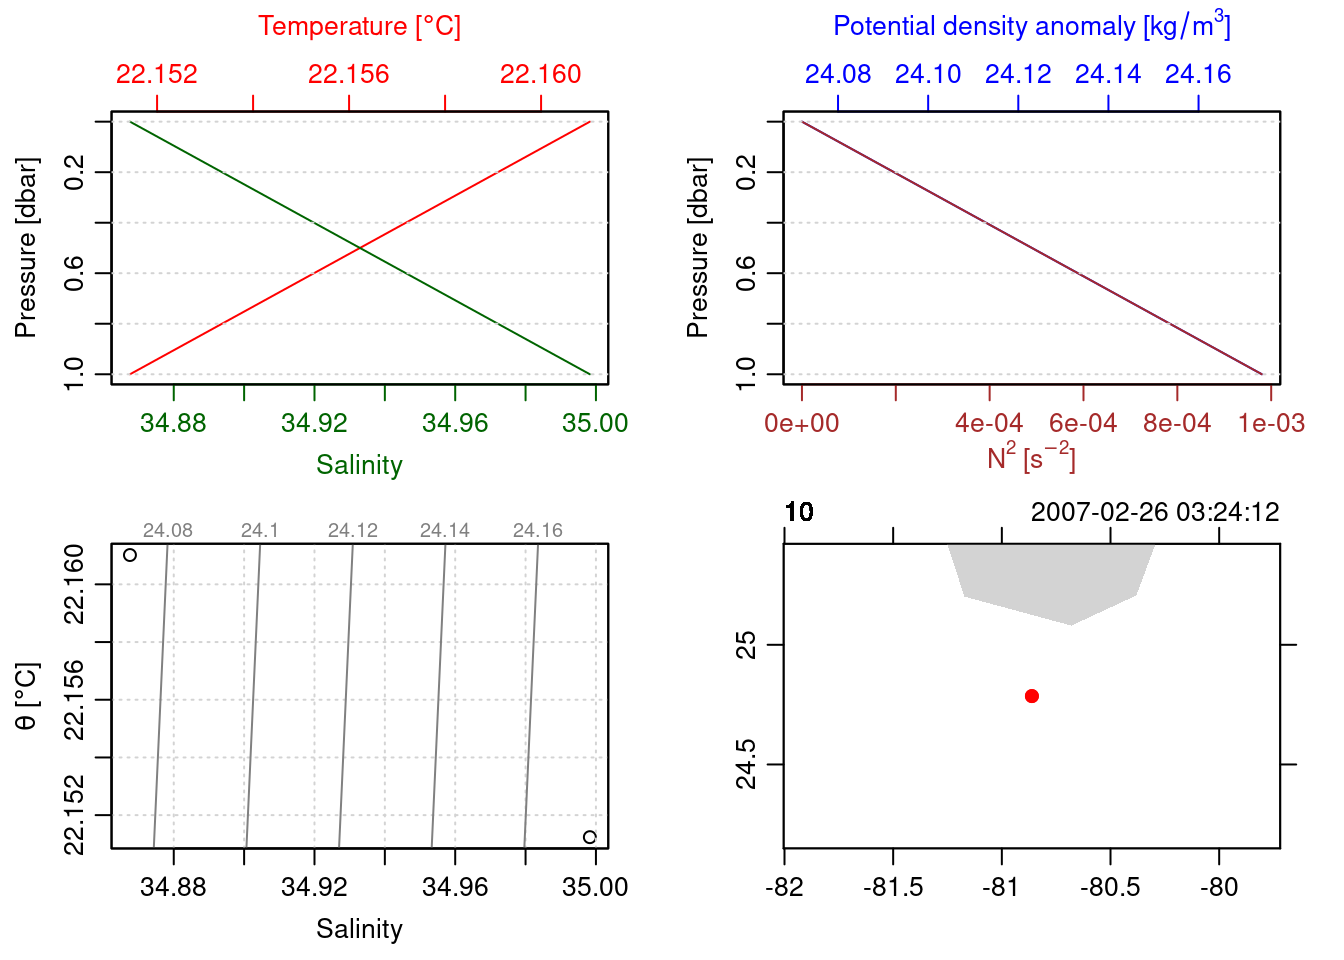 Temperature [°C]
22.152 22.156 22.160
Pressure [dbar]
0.2
0.6
1.0
34.88 34.92 34.96 35.00
Salinity
Potential density anomaly [kg/m³]
24.08 24.10 24.12 24.14 24.16
Pressure [dbar]
0.2
0.6
1.0
0e+00 4e-04 6e-04 8e-04 1e-03
N² [s⁻²]
24.08 24.1 24.12 24.14 24.16
θ [°C]
22.160
22.156
22.152
34.88 34.92 34.96 35.00
Salinity
10 2007-02-26 03:24:12
25
24.5
-82 -81.5 -81 -80.5 -80